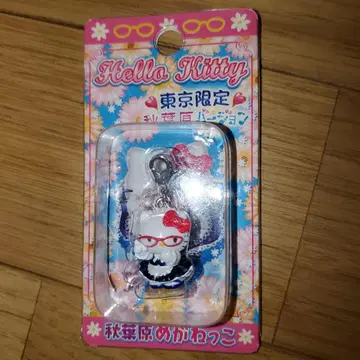 Hello Kitty
東京限定
秋葉原バージョン
秋葉原めがねっこ